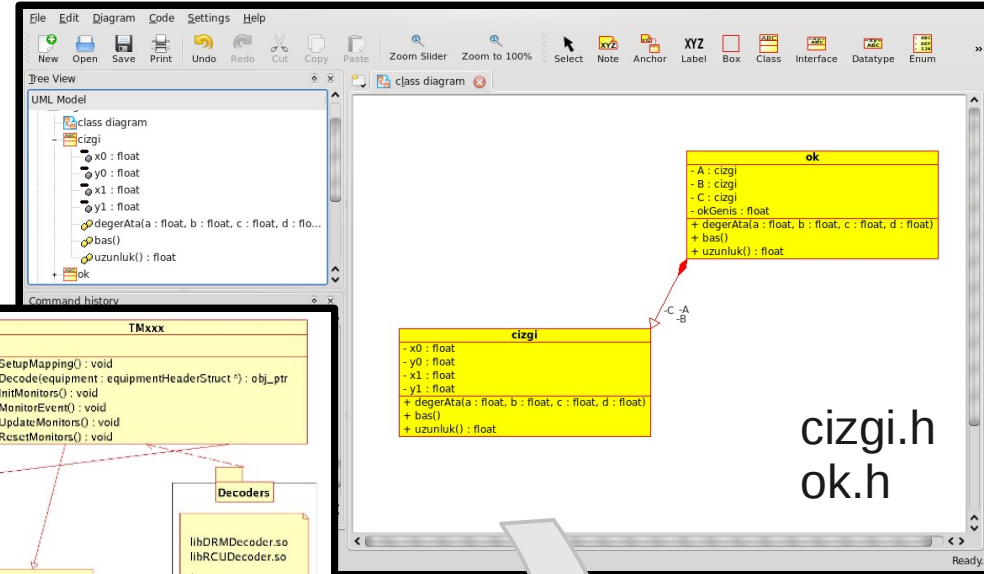 File Edit Diagram Code Settings Help
New Open Save Print Undo Redo Cut Copy Paste Zoom Slider Zoom to 100% Select Note Anchor Label Box Class Interface Datatype Enum »
Tree View
class diagram
UML Model
class diagram
cizgi
x0 : float
y0 : float
x1 : float
y1 : float
degerAta(a : float, b : float, c : float, d : flo...
bas()
uzunluk() : float
ok
Command history
ok
- A : cizgi
- B : cizgi
- C : cizgi
- okGenis : float
+ degerAta(a : float, b : float, c : float, d : float)
+ bas()
+ uzunluk() : float
-C -A
-B
cizgi
- x0 : float
- y0 : float
- x1 : float
- y1 : float
+ degerAta(a : float, b : float, c : float, d : float)
+ bas()
+ uzunluk() : float
cizgi.h
ok.h
Ready.
TMxxx
SetupMapping() : void
Decode(equipment : equipmentHeaderStruct *) : obj_ptr
InitMonitors() : void
MonitorEvent() : void
UpdateMonitors() : void
ResetMonitors() : void
Decoders
libDRMDecoder.so
libRCUDecoder.so